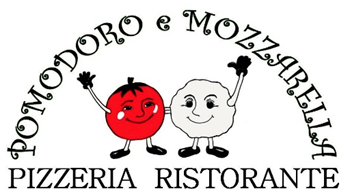 POMODORO e MOZZARELLA
PIZZERIA RISTORANTE